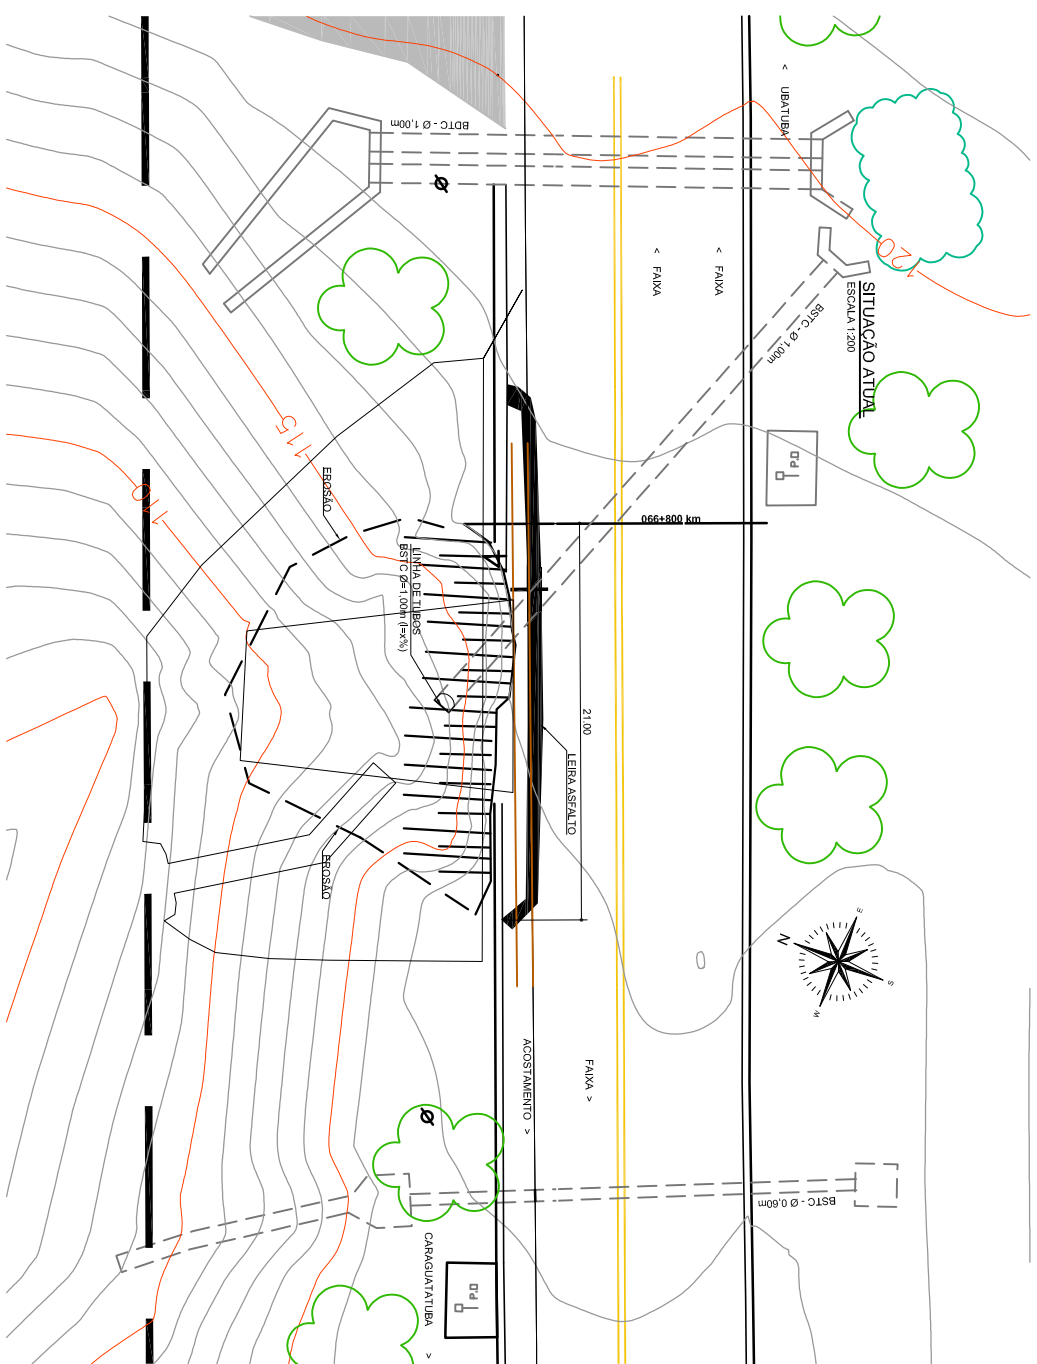 < UBATUBA
BDTC - Ø 1,00m
< FAIXA
< FAIXA
120
SITUAÇÃO ATUAL
ESCALA 1:200
BSTC - Ø 1,00m
115
110
EROSÃO
P.D
066+800 km
LINHA DE TUBOS
BSTC Ø=1,00m (I=x%)
21.00
LEIRA ASFALTO
EROSÃO
N
E
S
W
ACOSTAMENTO >
FAIXA >
BSTC - Ø 0,60m
CARAGUATATUBA >
P.D